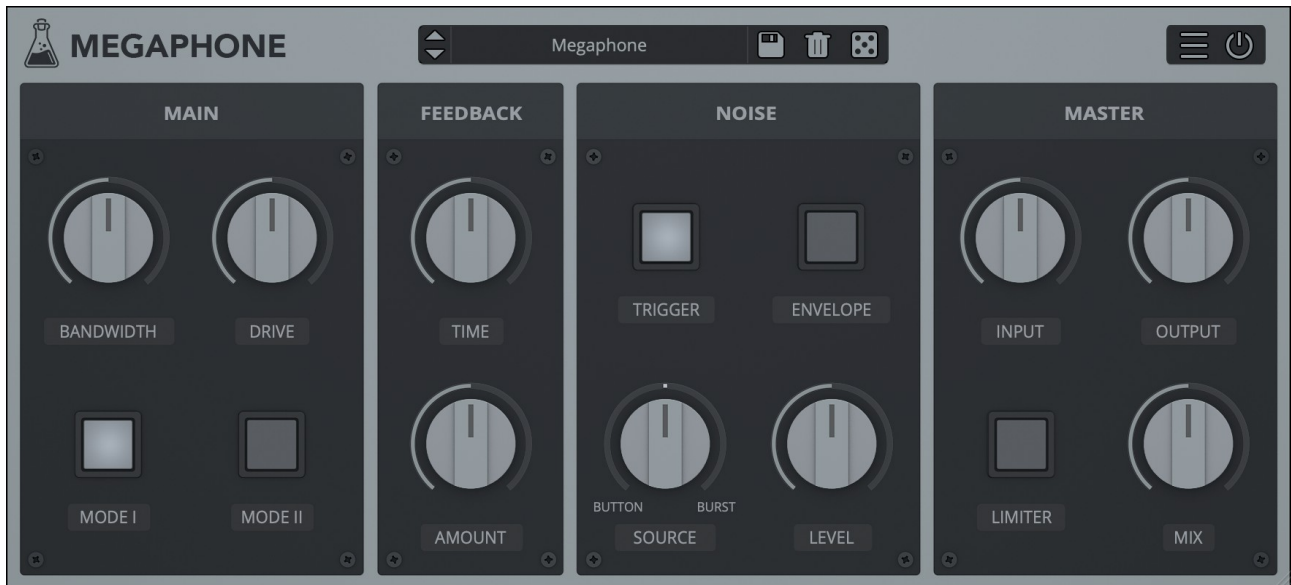 MEGAPHONE
Megaphone
MAIN
BANDWIDTH
DRIVE
MODE I
MODE II
FEEDBACK
TIME
AMOUNT
NOISE
TRIGGER
ENVELOPE
BUTTON
BURST
SOURCE
LEVEL
MASTER
INPUT
OUTPUT
LIMITER
MIX